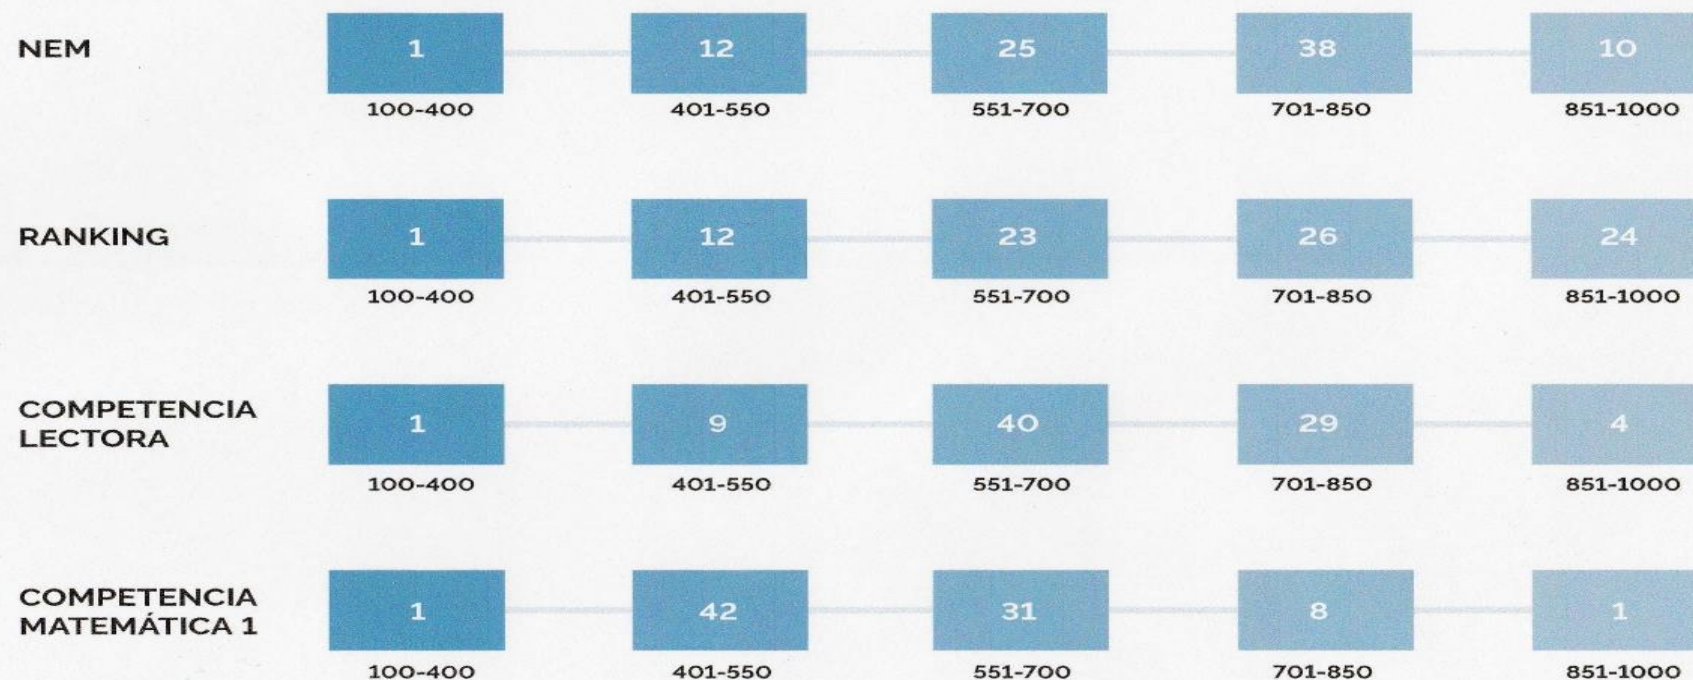 NEM 1 12 25 38 10
100-400 401-550 551-700 701-850 851-1000
RANKING 1 12 23 26 24
100-400 401-550 551-700 701-850 851-1000
COMPETENCIA
LECTORA 1 9 40 29 4
100-400 401-550 551-700 701-850 851-1000
COMPETENCIA
MATEMÁTICA 1 1 42 31 8 1
100-400 401-550 551-700 701-850 851-1000